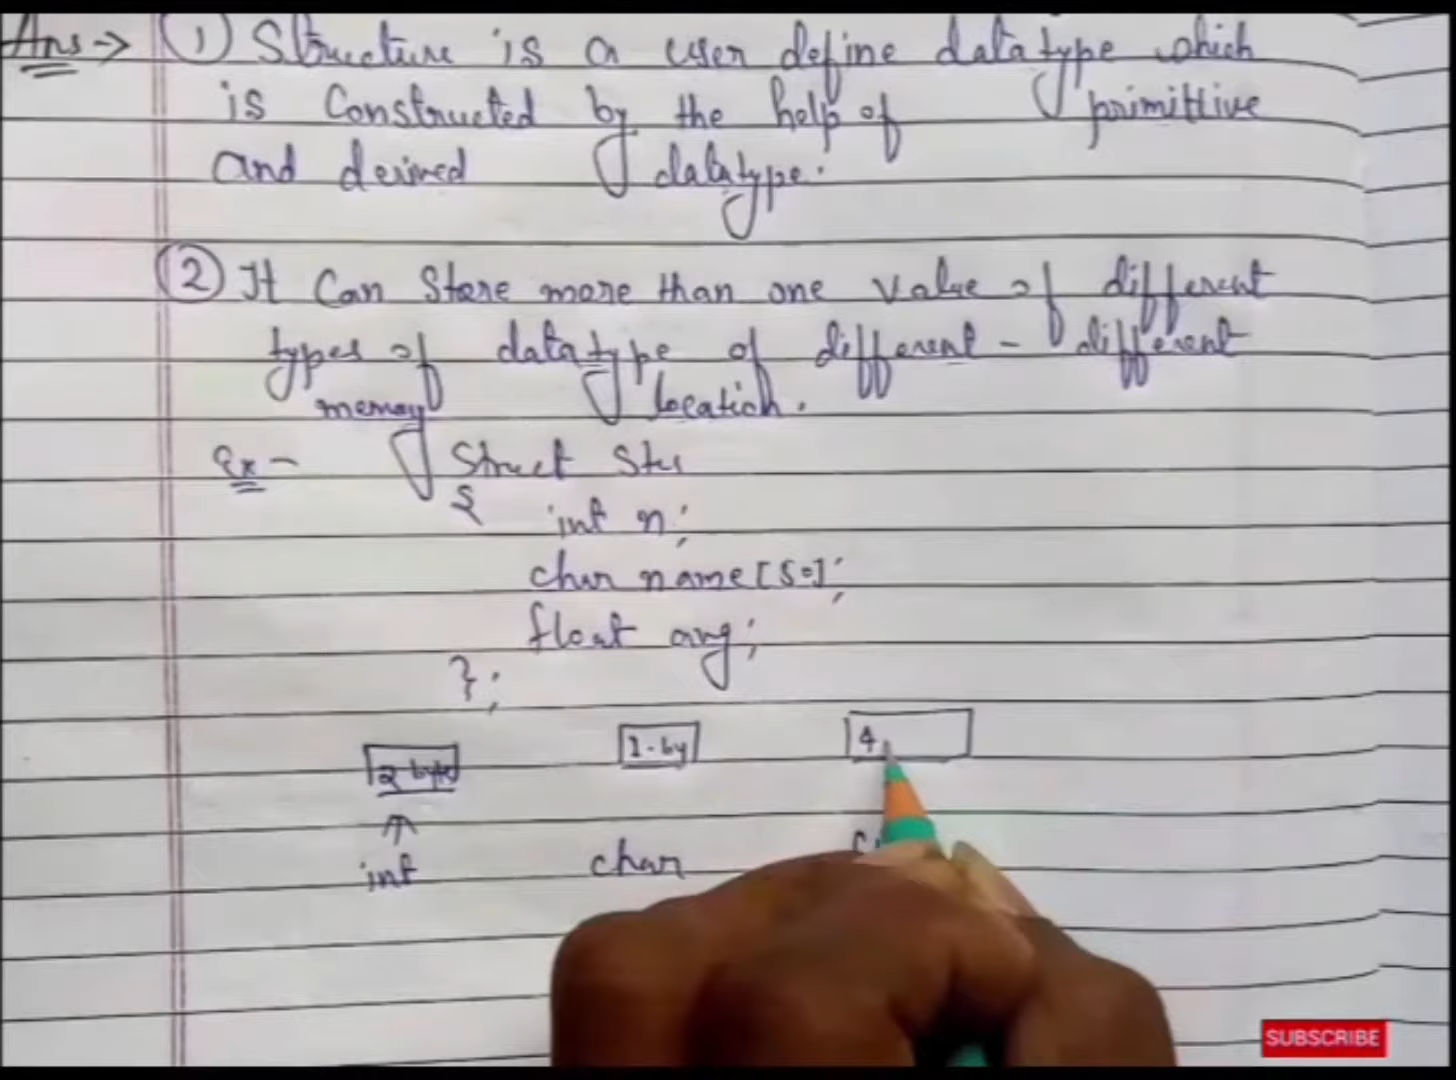 Ans → ① Structure is a user define datatype which
is Constructed by the help of primittive
and derived datatype.
② It Can Store more than one value of different
types of datatype of different - different
memory location.
Ex - Struct Stu
{
int n;
char name[50];
float avg;
};
2 byte 1-by 4
int char
SUBSCRIBE